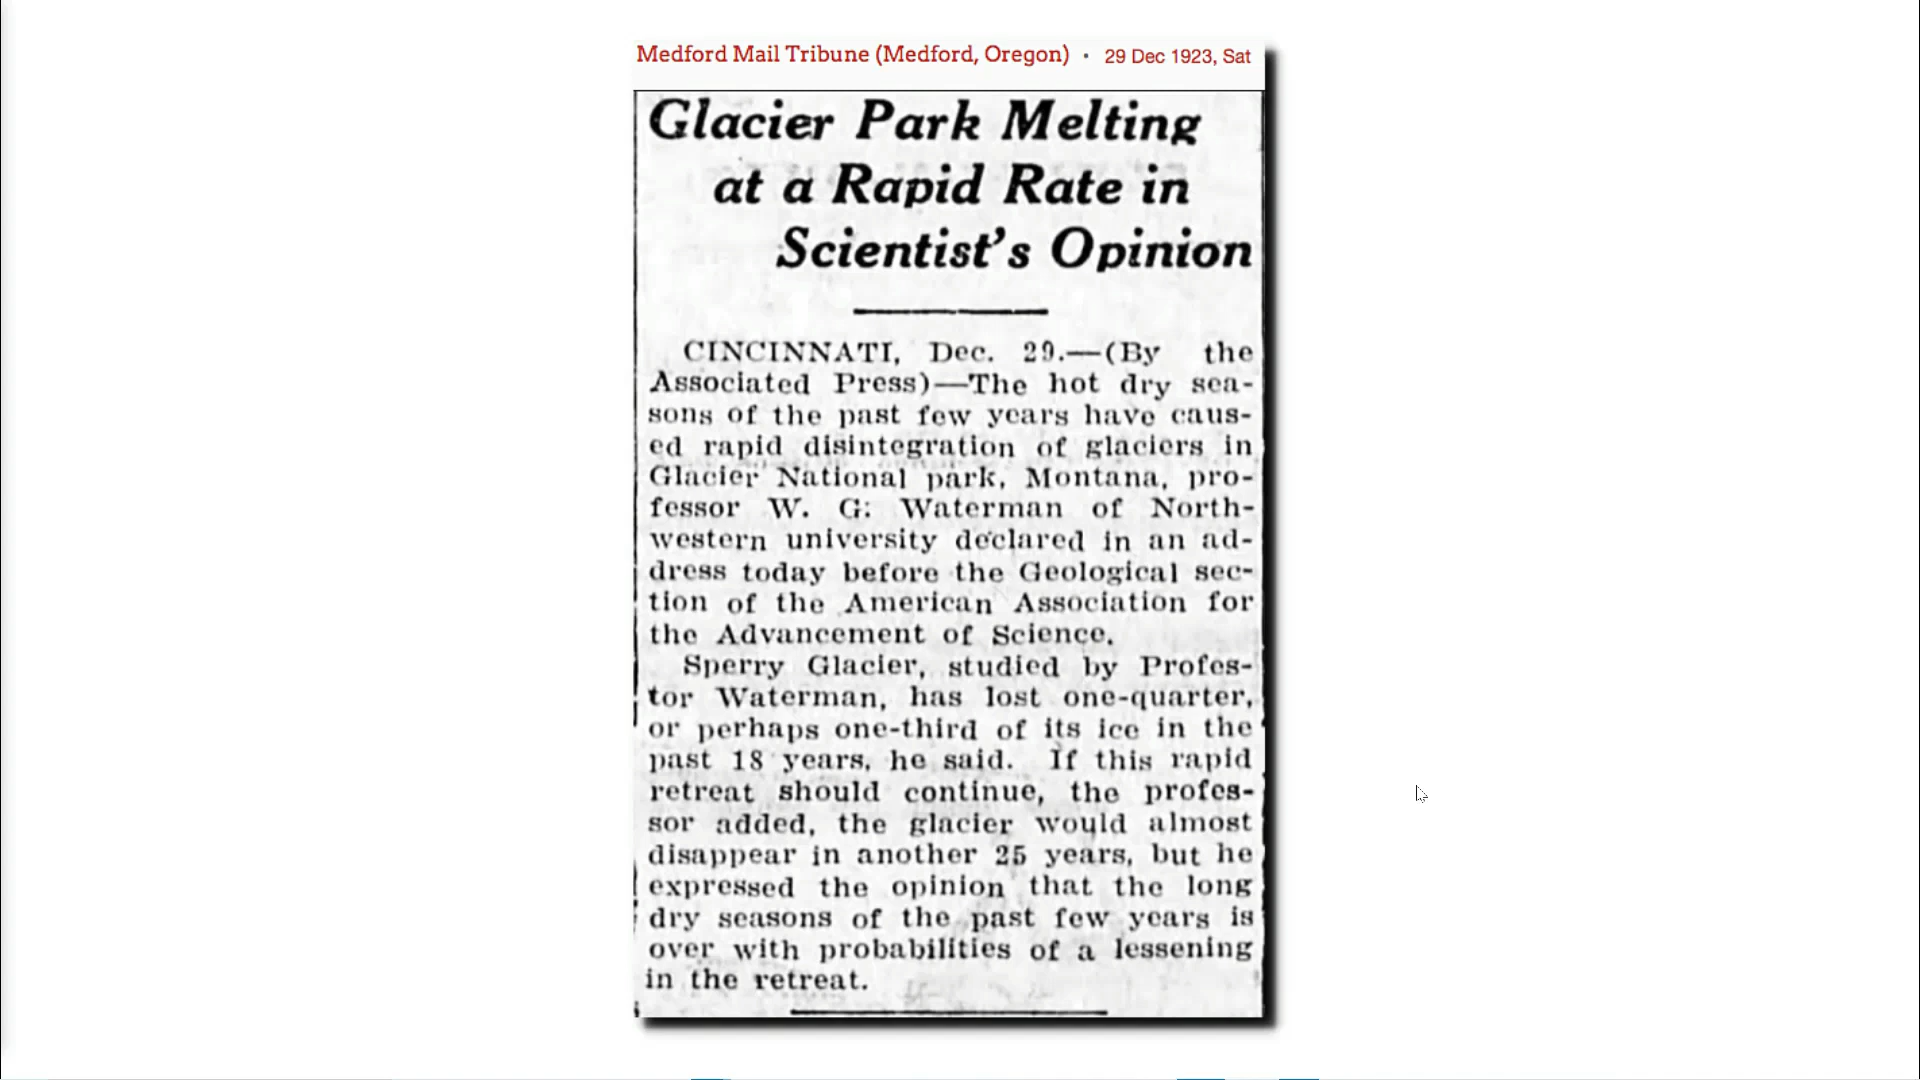 Medford Mail Tribune (Medford, Oregon) · 29 Dec 1923, Sat
Glacier Park Melting
at a Rapid Rate in
Scientist's Opinion
CINCINNATI, Dec. 29.—(By the
Associated Press)—The hot dry sea-
sons of the past few years have caus-
ed rapid disintegration of glaciers in
Glacier National park, Montana, pro-
fessor W. G. Waterman of North-
western university declared in an ad-
dress today before the Geological sec-
tion of the American Association for
the Advancement of Science.
Sperry Glacier, studied by Profes-
tor Waterman, has lost one-quarter,
or perhaps one-third of its ice in the
past 18 years, he said. If this rapid
retreat should continue, the profes-
sor added, the glacier would almost
disappear in another 25 years, but he
expressed the opinion that the long
dry seasons of the past few years is
over with probabilities of a lessening
in the retreat.